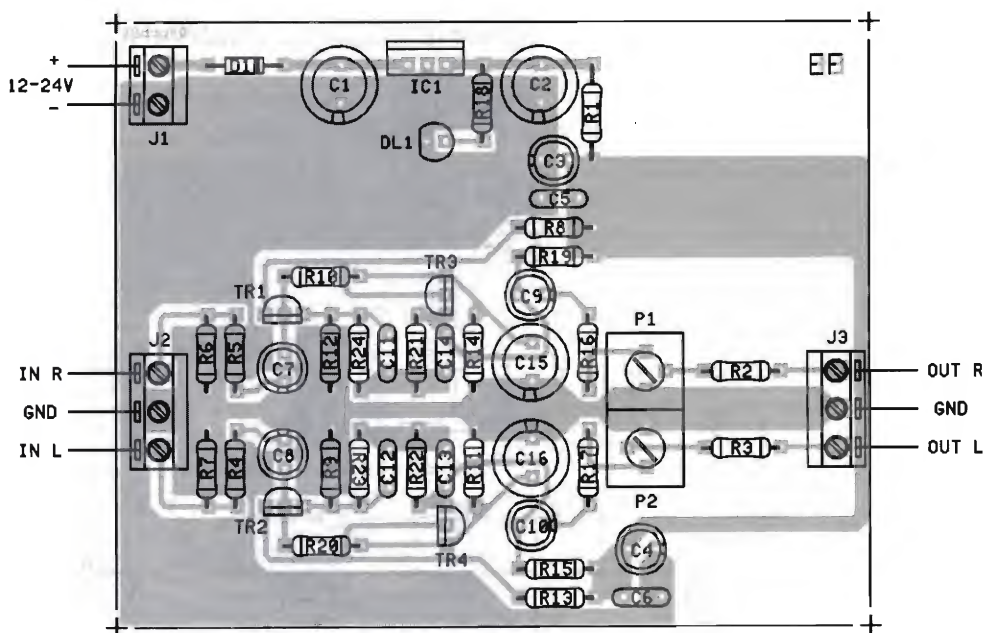 +
12-24V
-
J1
D1
C1
IC1
R18
C2
R1
EE
DL1
C3
C5
R8
R19
R10
TR3
TR1
C9
J2
R6
R5
C7
R12
R24
C11
R21
C14
R14
C15
R16
P1
J3
IN R
R2
OUT R
GND
GND
IN L
R3
OUT L
R7
R4
C8
R9
R23
C12
R22
C13
R11
C16
R17
P2
TR2
C10
R20
TR4
C4
R15
R13
C6